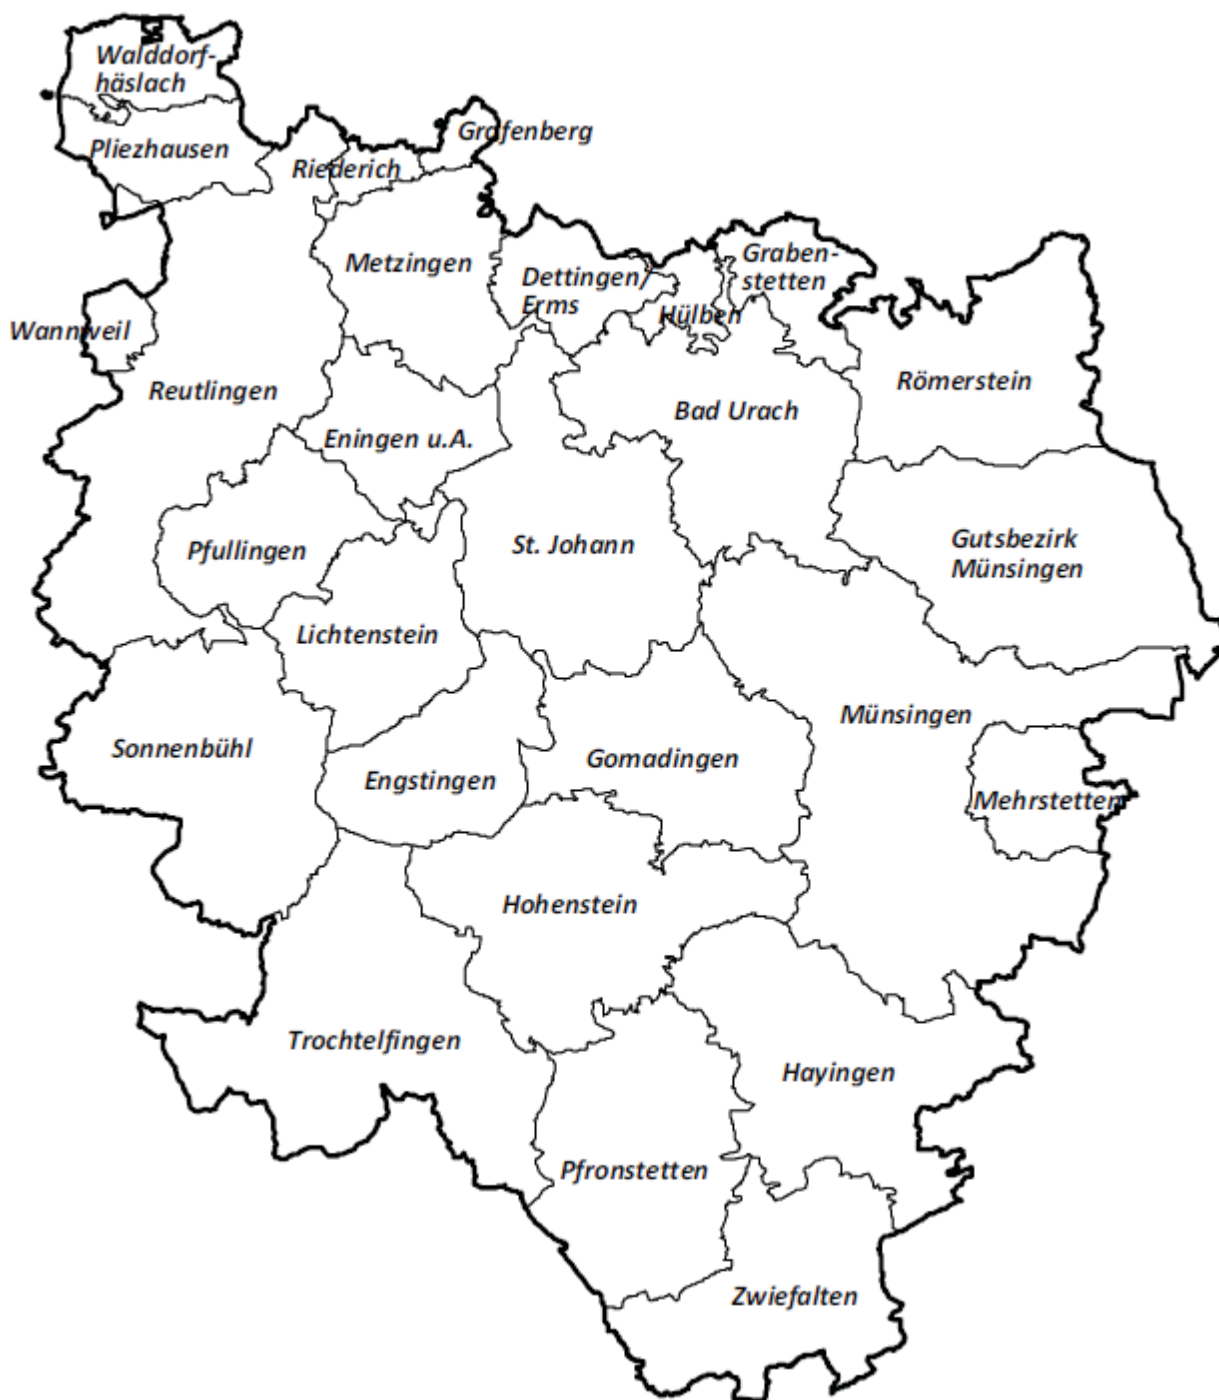 Walddorf-
häslach
Pliezhausen
Grafenberg
Riederich
Metzingen
Dettingen/
Erms
Graben-
stetten
Hülben
Wannweil
Reutlingen
Römerstein
Bad Urach
Eningen u.A.
Pfullingen
St. Johann
Gutsbezirk
Münsingen
Lichtenstein
Münsingen
Sonnenbühl
Gomadingen
Engstingen
Mehrstetten
Hohenstein
Trochtelfingen
Hayingen
Pfronstetten
Zwiefalten